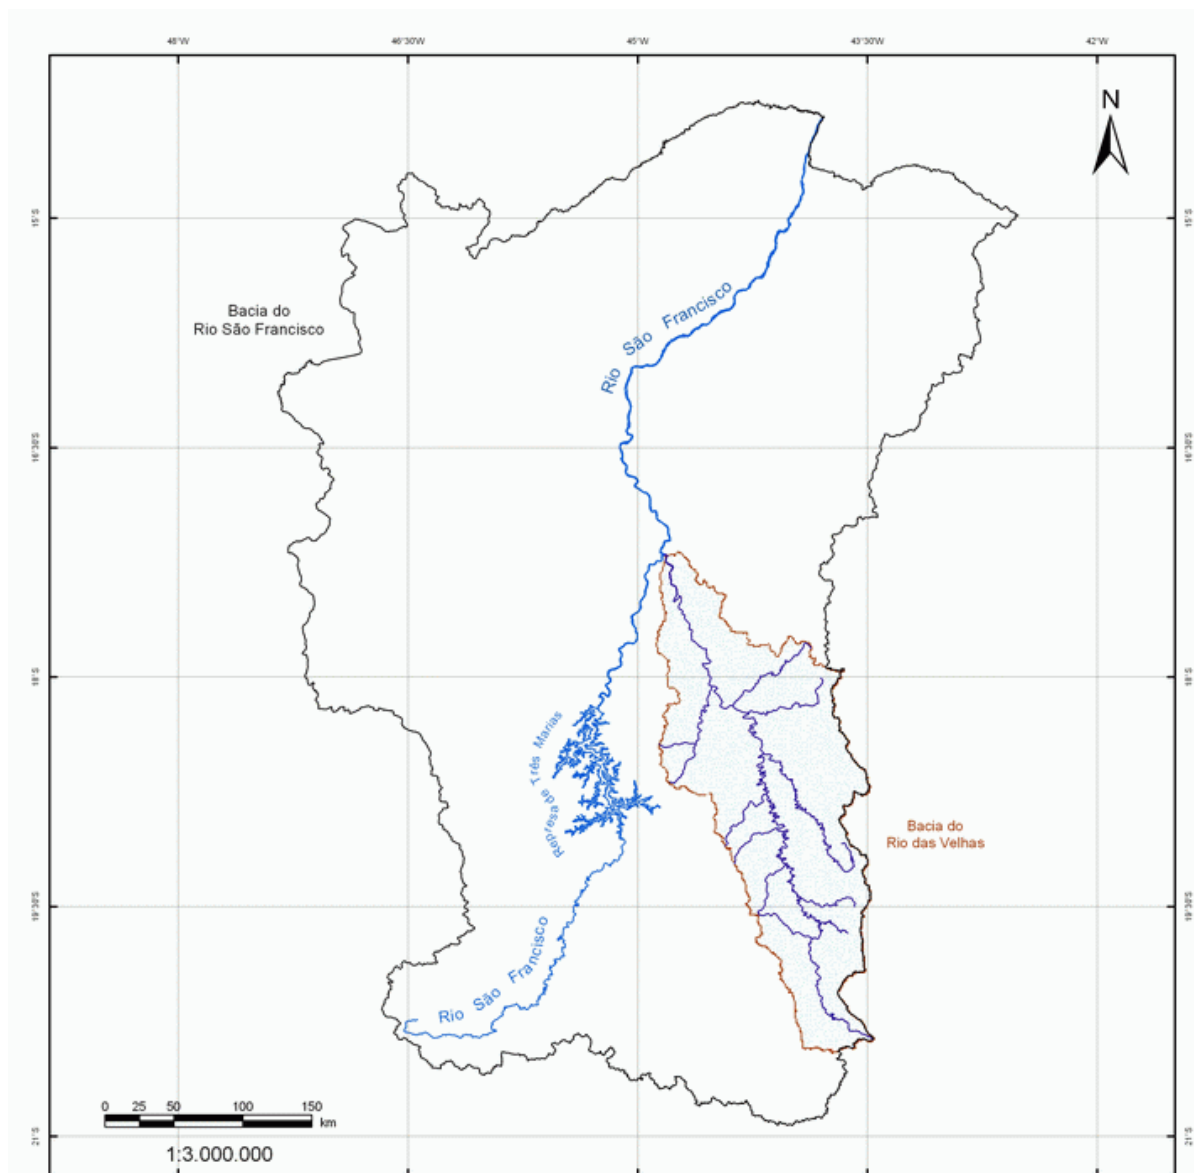 48°W 46°30'W 45°W 43°30'W 42°W
N
15°S 15°S
Bacia do
Rio São Francisco
Rio São Francisco
16°30'S 16°30'S
18°S 18°S
Represa de Três Marias
Bacia do
Rio das Velhas
19°30'S 19°30'S
Rio São Francisco
0 25 50 100 150
km
21°S 21°S
1:3.000.000